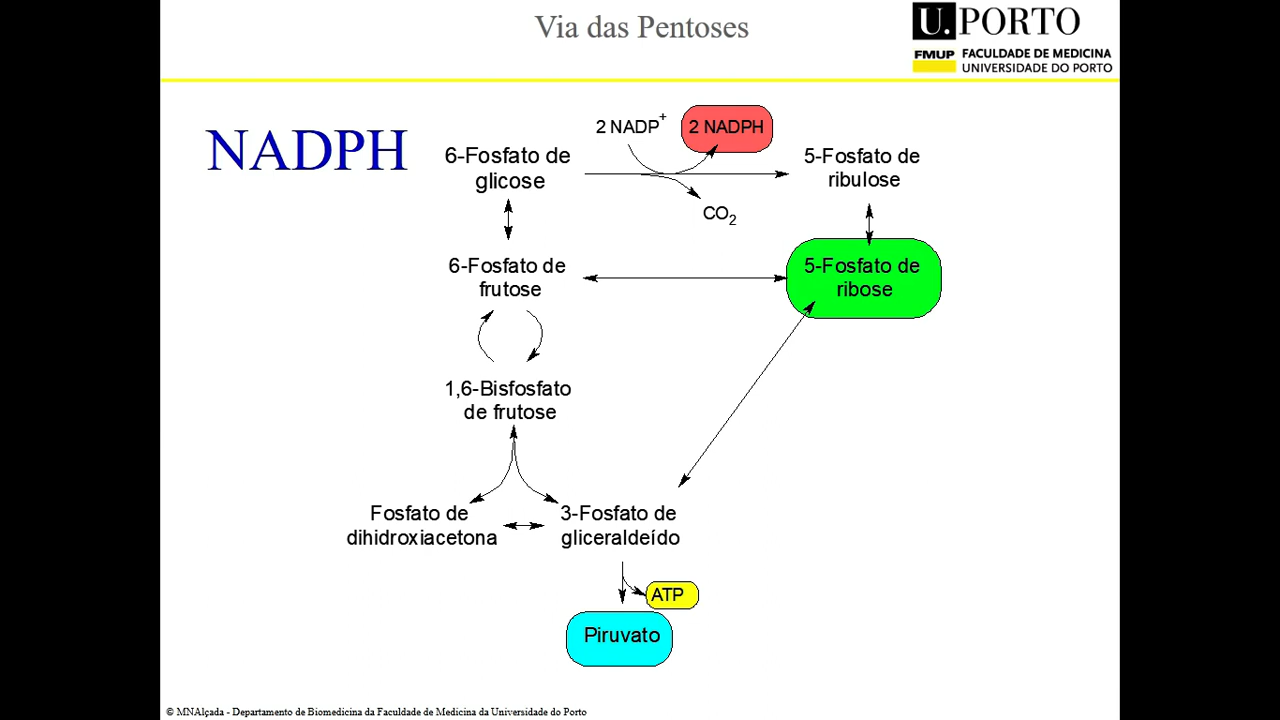 Via das Pentoses
U.PORTO
FMUP FACULDADE DE MEDICINA
UNIVERSIDADE DO PORTO
NADPH
2 NADP+
2 NADPH
6-Fosfato de
glicose
5-Fosfato de
ribulose
CO2
6-Fosfato de
frutose
5-Fosfato de
ribose
1,6-Bisfosfato
de frutose
Fosfato de
dihidroxiacetona
3-Fosfato de
gliceraldeído
ATP
Piruvato
© MNAlçada - Departamento de Biomedicina da Faculdade de Medicina da Universidade do Porto